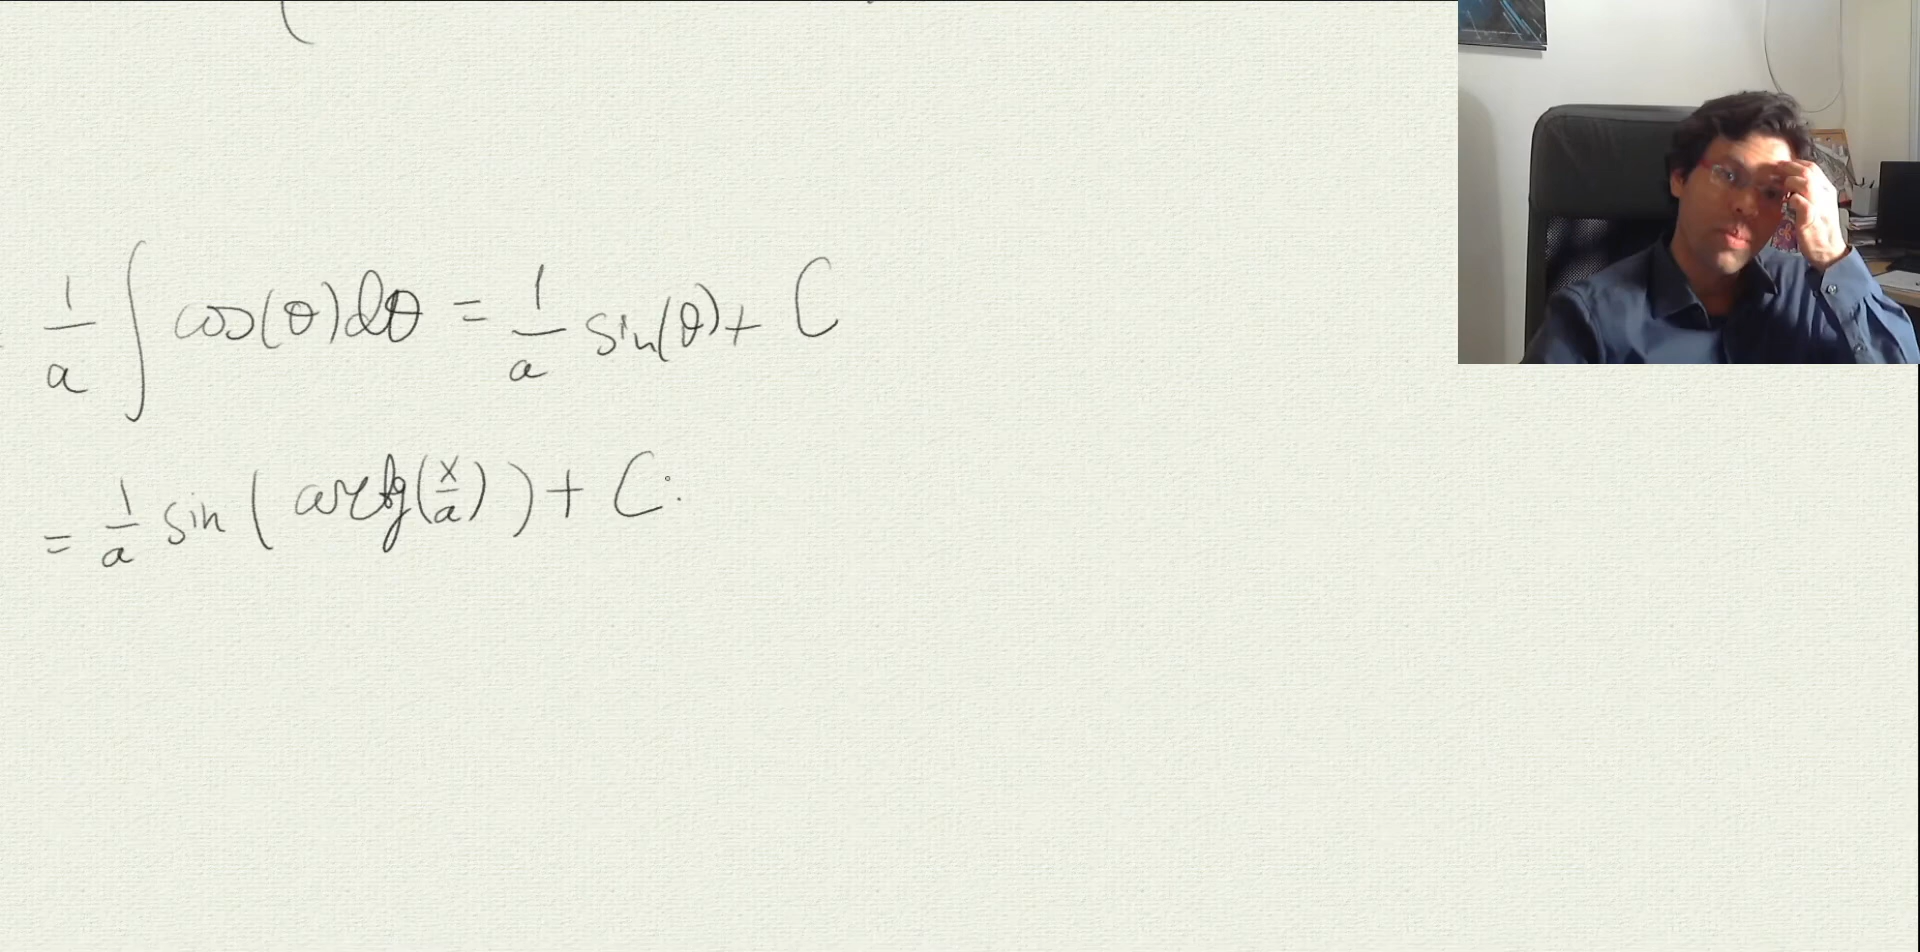 1/a ∫ cos(θ)dθ = 1/a sin(θ) + C
= 1/a sin( arctg(x/a) ) + C.